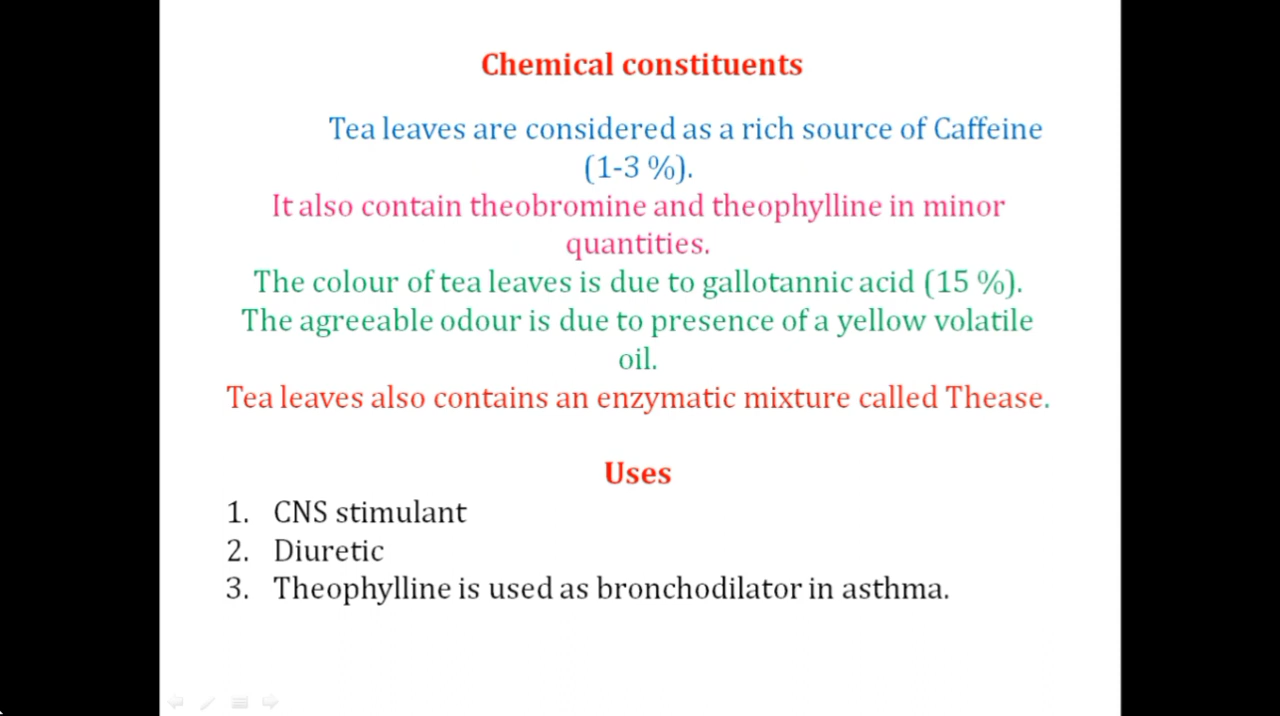 Chemical constituents
Tea leaves are considered as a rich source of Caffeine
(1-3 %).
It also contain theobromine and theophylline in minor
quantities.
The colour of tea leaves is due to gallotannic acid (15 %).
The agreeable odour is due to presence of a yellow volatile
oil.
Tea leaves also contains an enzymatic mixture called Thease.
Uses
1. CNS stimulant
2. Diuretic
3. Theophylline is used as bronchodilator in asthma.